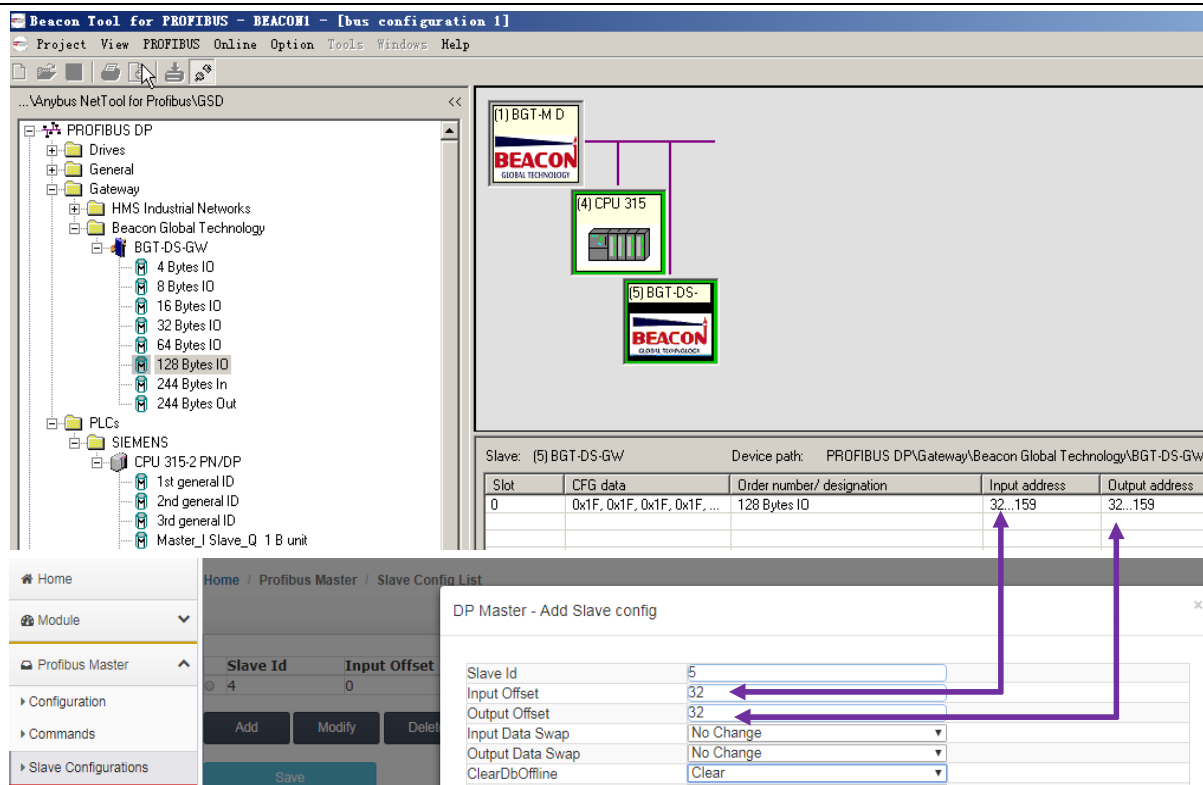 Beacon Tool for PROFIBUS - BEACON1 - [bus configuration 1]
Project View PROFIBUS Online Option Tools Windows Help
...\Anybus NetTool for Profibus\GSD <<
PROFIBUS DP
Drives
General
Gateway
HMS Industrial Networks
Beacon Global Technology
BGT-DS-GW
4 Bytes IO
8 Bytes IO
16 Bytes IO
32 Bytes IO
64 Bytes IO
128 Bytes IO
244 Bytes In
244 Bytes Out
PLCs
SIEMENS
CPU 315-2 PN/DP
1st general ID
2nd general ID
3rd general ID
Master_I Slave_Q 1 B unit
(1) BGT-M D
BEACON
GLOBAL TECHNOLOGY
(4) CPU 315
(5) BGT-DS-
BEACON
GLOBAL TECHNOLOGY
Slave: (5) BGT-DS-GW Device path: PROFIBUS DP\Gateway\Beacon Global Technology\BGT-DS-GW
Slot CFG data Order number/ designation Input address Output address
0 0x1F, 0x1F, 0x1F, 0x1F, ... 128 Bytes IO 32...159 32...159
Home
Module
Profibus Master
Configuration
Commands
Slave Configurations
Home / Profibus Master / Slave Config List
Slave Id Input Offset
4 0
Add Modify Delet
Save
DP Master - Add Slave config ×
Slave Id 5
Input Offset 32
Output Offset 32
Input Data Swap No Change
Output Data Swap No Change
ClearDbOffline Clear